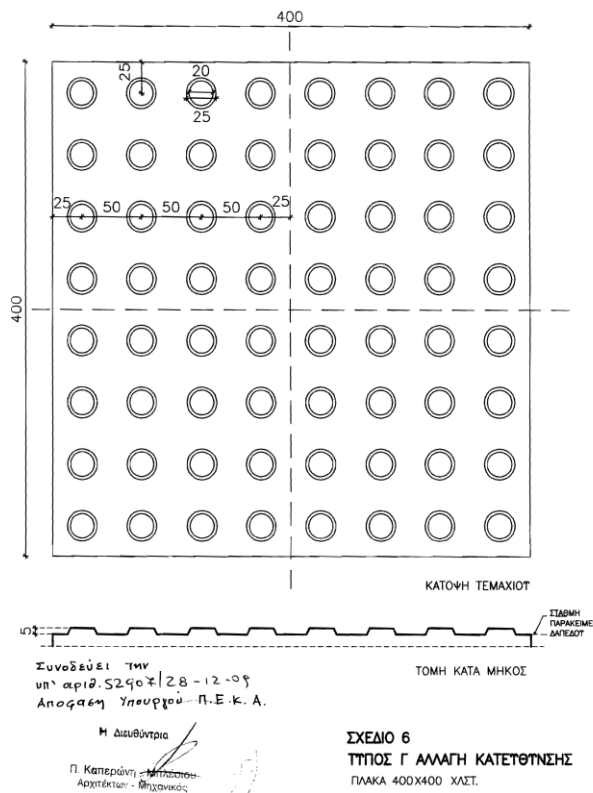 400
25
20
25
25 50 50 50 25
400
ΚΑΤΟΨΗ ΤΕΜΑΧΙΟΥ
5
ΣΤΑΘΜΗ
ΠΑΡΑΚΕΙΜΕ
ΔΑΠΕΔΟΥ
ΤΟΜΗ ΚΑΤΑ ΜΗΚΟΣ
Συνοδεύει την
υπ' αριθ. 52907/28-12-09
Απόφαση Υπουργού Π.Ε.Κ.Α.
Η Διευθύντρια
Π. Καπερώνη - Μπλέσιου
Αρχιτέκτων - Μηχανικός
ΣΧΕΔΙΟ 6
ΤΥΠΟΣ Γ ΑΛΛΑΓΗ ΚΑΤΕΥΘΥΝΣΗΣ
ΠΛΑΚΑ 400Χ400 ΧΛΣΤ.